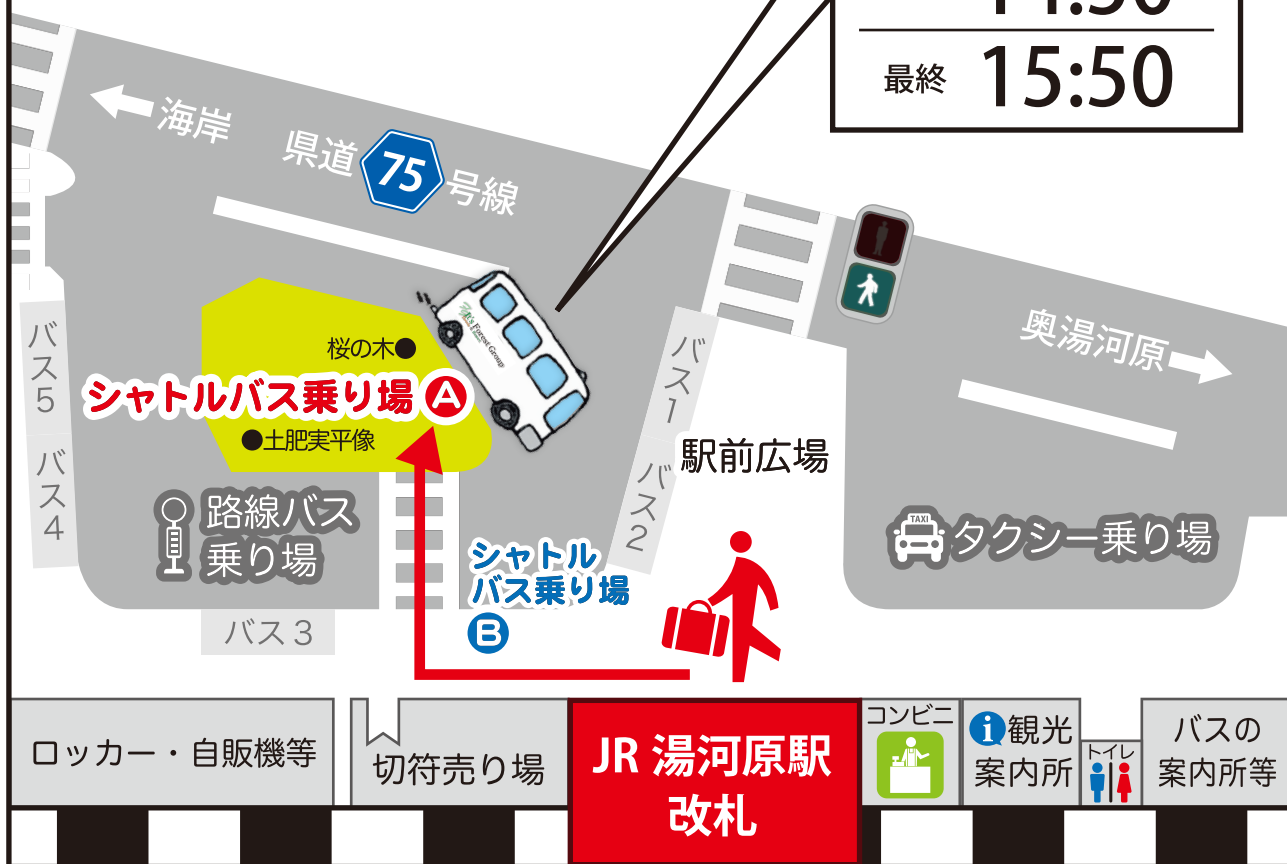 最終 15:50
海岸
県道 75 号線
奥湯河原
桜の木●
シャトルバス乗り場 A
●土肥実平像
It's Forest Group
バス5
バス4
バス1
バス2
駅前広場
路線バス
乗り場
TAXI
タクシー乗り場
シャトル
バス乗り場
B
バス3
ロッカー・自販機等
切符売り場
JR 湯河原駅
改札
コンビニ
i 観光
案内所
トイレ
バスの
案内所等